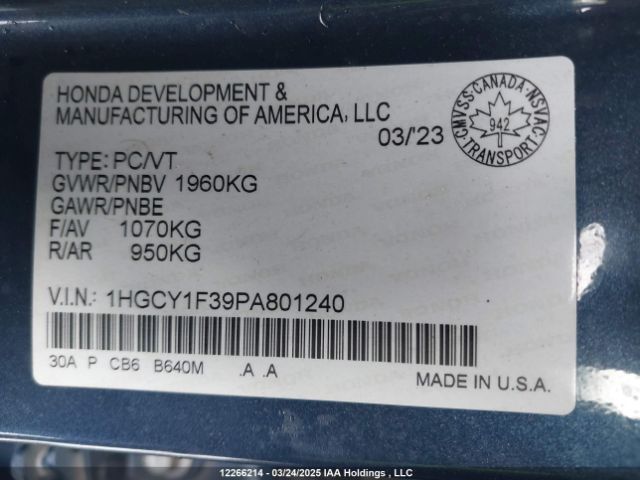 HONDA DEVELOPMENT &
MANUFACTURING OF AMERICA, LLC
03/'23
CMVSS · CANADA · NSVAC
942
TRANSPORT
TYPE: PC/VT
GVWR/PNBV 1960KG
GAWR/PNBE
F/AV 1070KG
R/AR 950KG
V.I.N.: 1HGCY1F39PA801240
30A P CB6 B640M .A .A
MADE IN U.S.A.
12266214 - 03/24/2025 IAA Holdings , LLC